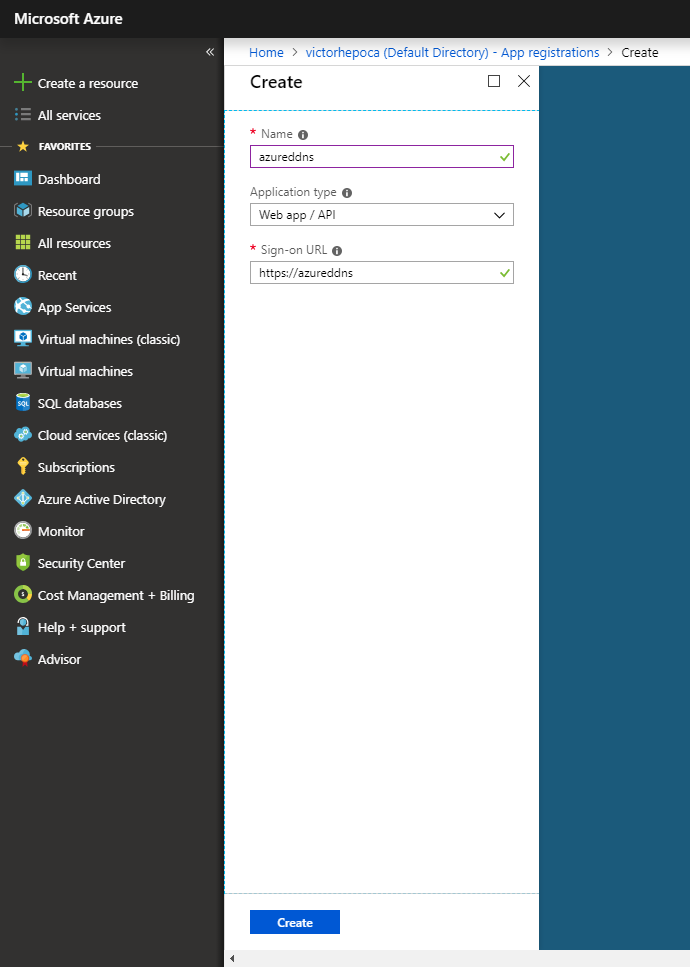 Microsoft Azure
«
Home > victorhepoca (Default Directory) - App registrations > Create
Create a resource
All services
FAVORITES
Dashboard
Resource groups
All resources
Recent
App Services
Virtual machines (classic)
Virtual machines
SQL databases
Cloud services (classic)
Subscriptions
Azure Active Directory
Monitor
Security Center
Cost Management + Billing
Help + support
Advisor
Create
* Name
azureddns
Application type
Web app / API
* Sign-on URL
https://azureddns
Create